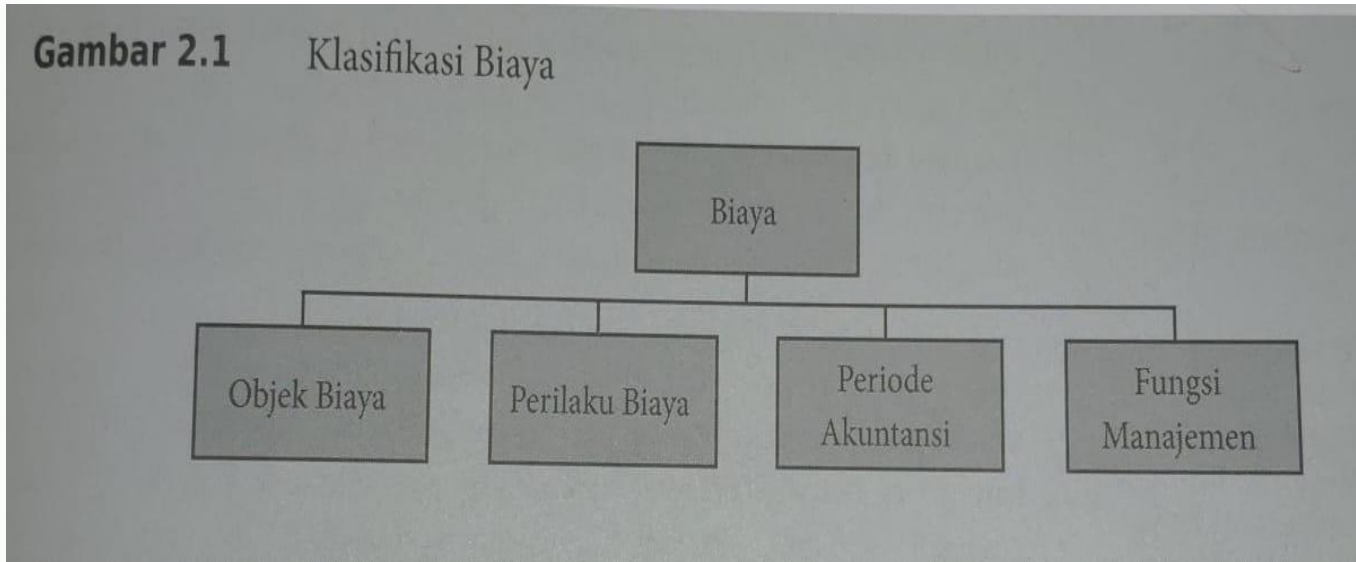 Gambar 2.1 Klasifikasi Biaya
Biaya
Objek Biaya
Perilaku Biaya
Periode
Akuntansi
Fungsi
Manajemen